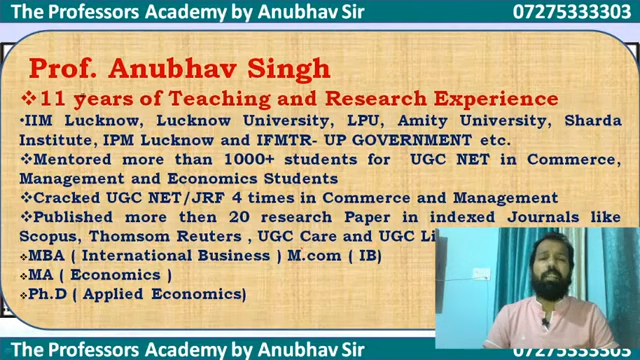 The Professors Academy by Anubhav Sir 07275333303
Prof. Anubhav Singh
❖11 years of Teaching and Research Experience
•IIM Lucknow, Lucknow University, LPU, Amity University, Sharda
Institute, IPM Lucknow and IFMTR- UP GOVERNMENT etc.
❖Mentored more than 1000+ students for UGC NET in Commerce,
Management and Economics Students
❖Cracked UGC NET/JRF 4 times in Commerce and Management
❖Published more then 20 research Paper in indexed Journals like
Scopus, Thomsom Reuters , UGC Care and UGC Li
❖MBA ( International Business ) M.com ( IB)
❖MA ( Economics )
❖Ph.D ( Applied Economics)
The Professors Academy by Anubhav Sir 07275333303